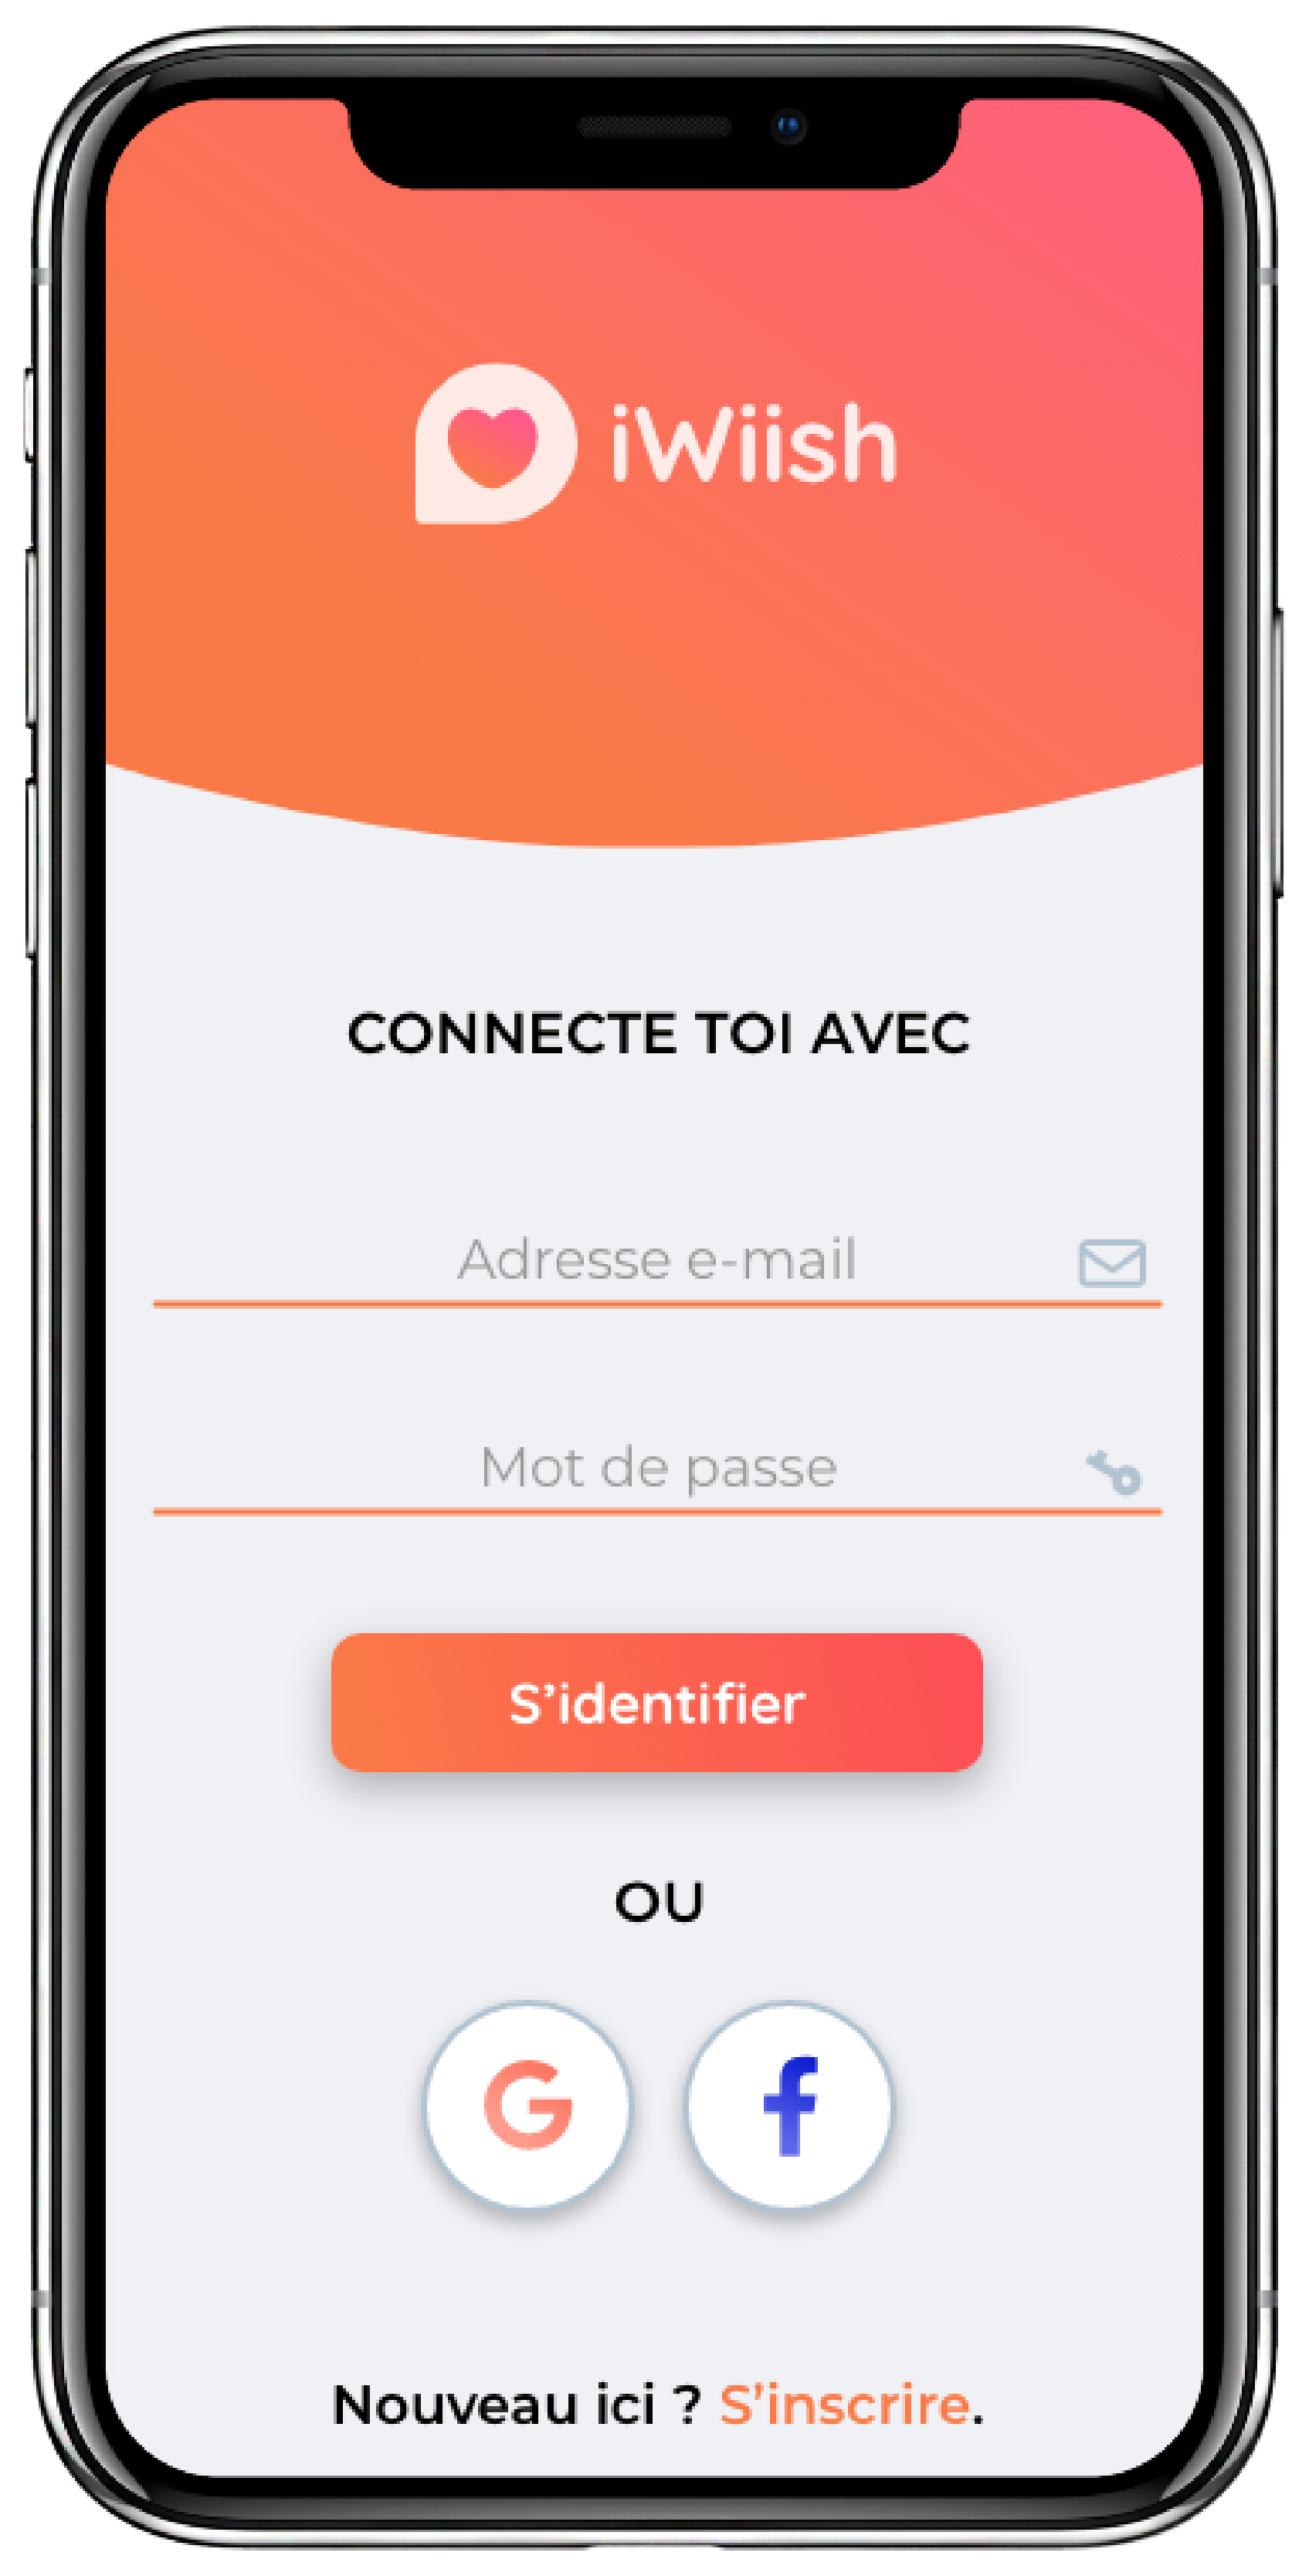 iWiish
CONNECTE TOI AVEC
Adresse e-mail
Mot de passe
S’identifier
OU
G f
Nouveau ici ? S’inscrire.